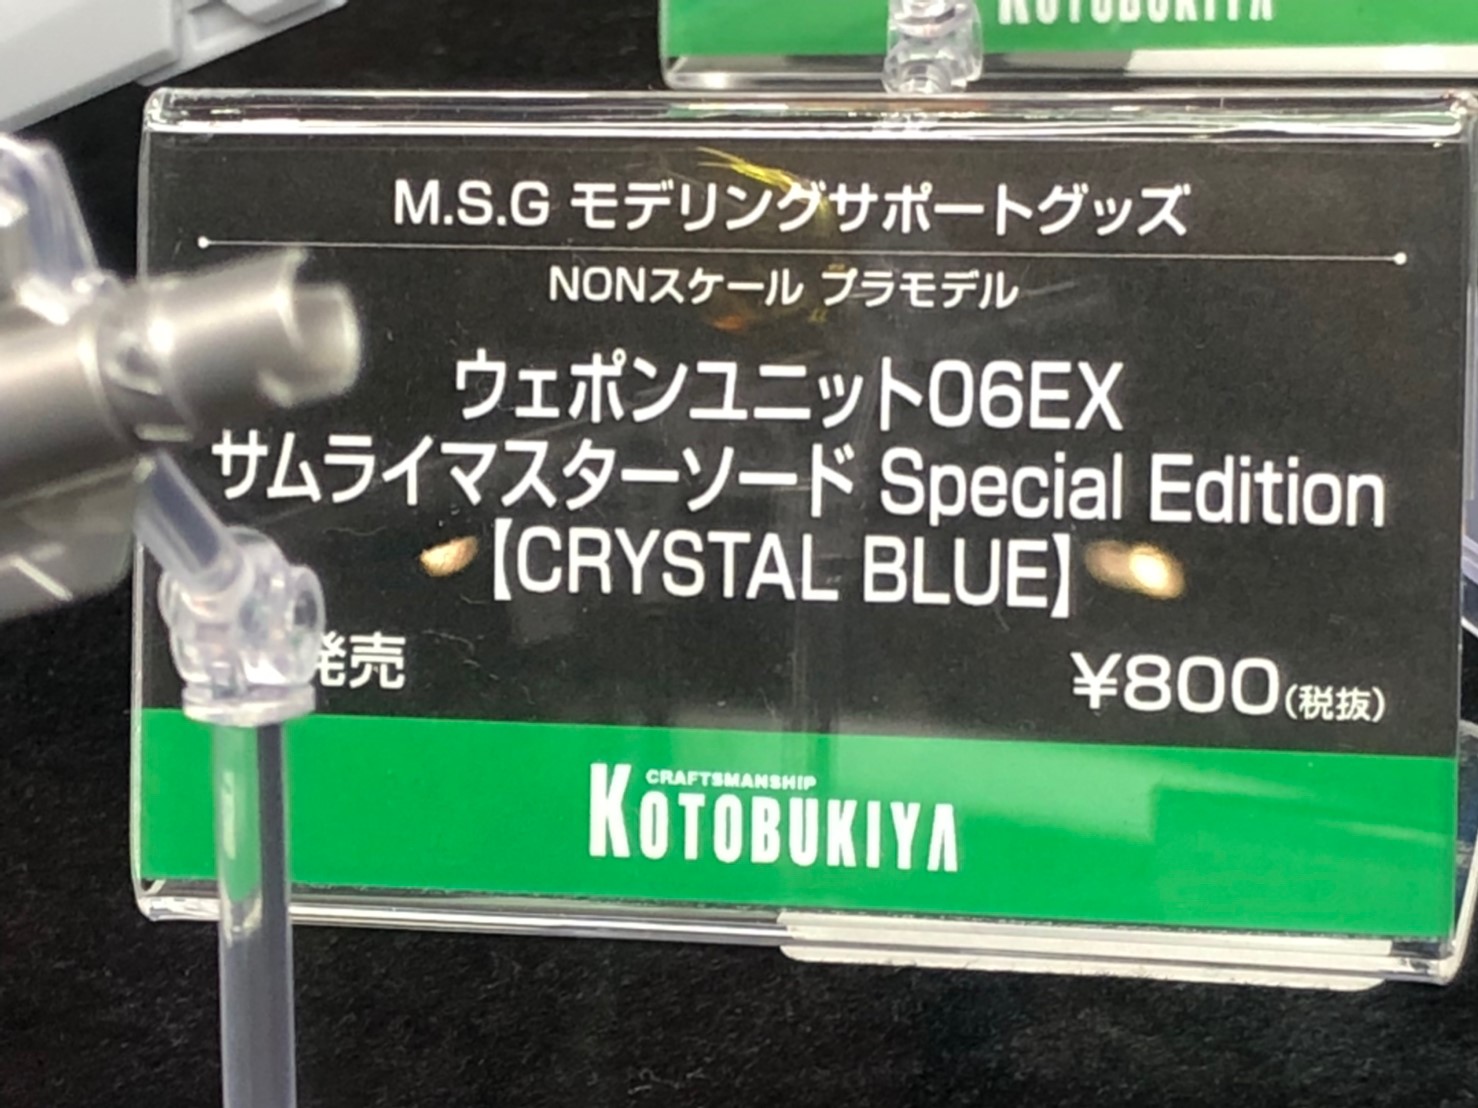 KOTOBUKIYA
M.S.G モデリングサポートグッズ
NONスケール プラモデル
ウェポンユニット06EX
サムライマスターソード Special Edition
【CRYSTAL BLUE】
発売
¥800(税抜)
CRAFTSMANSHIP
KOTOBUKIYA